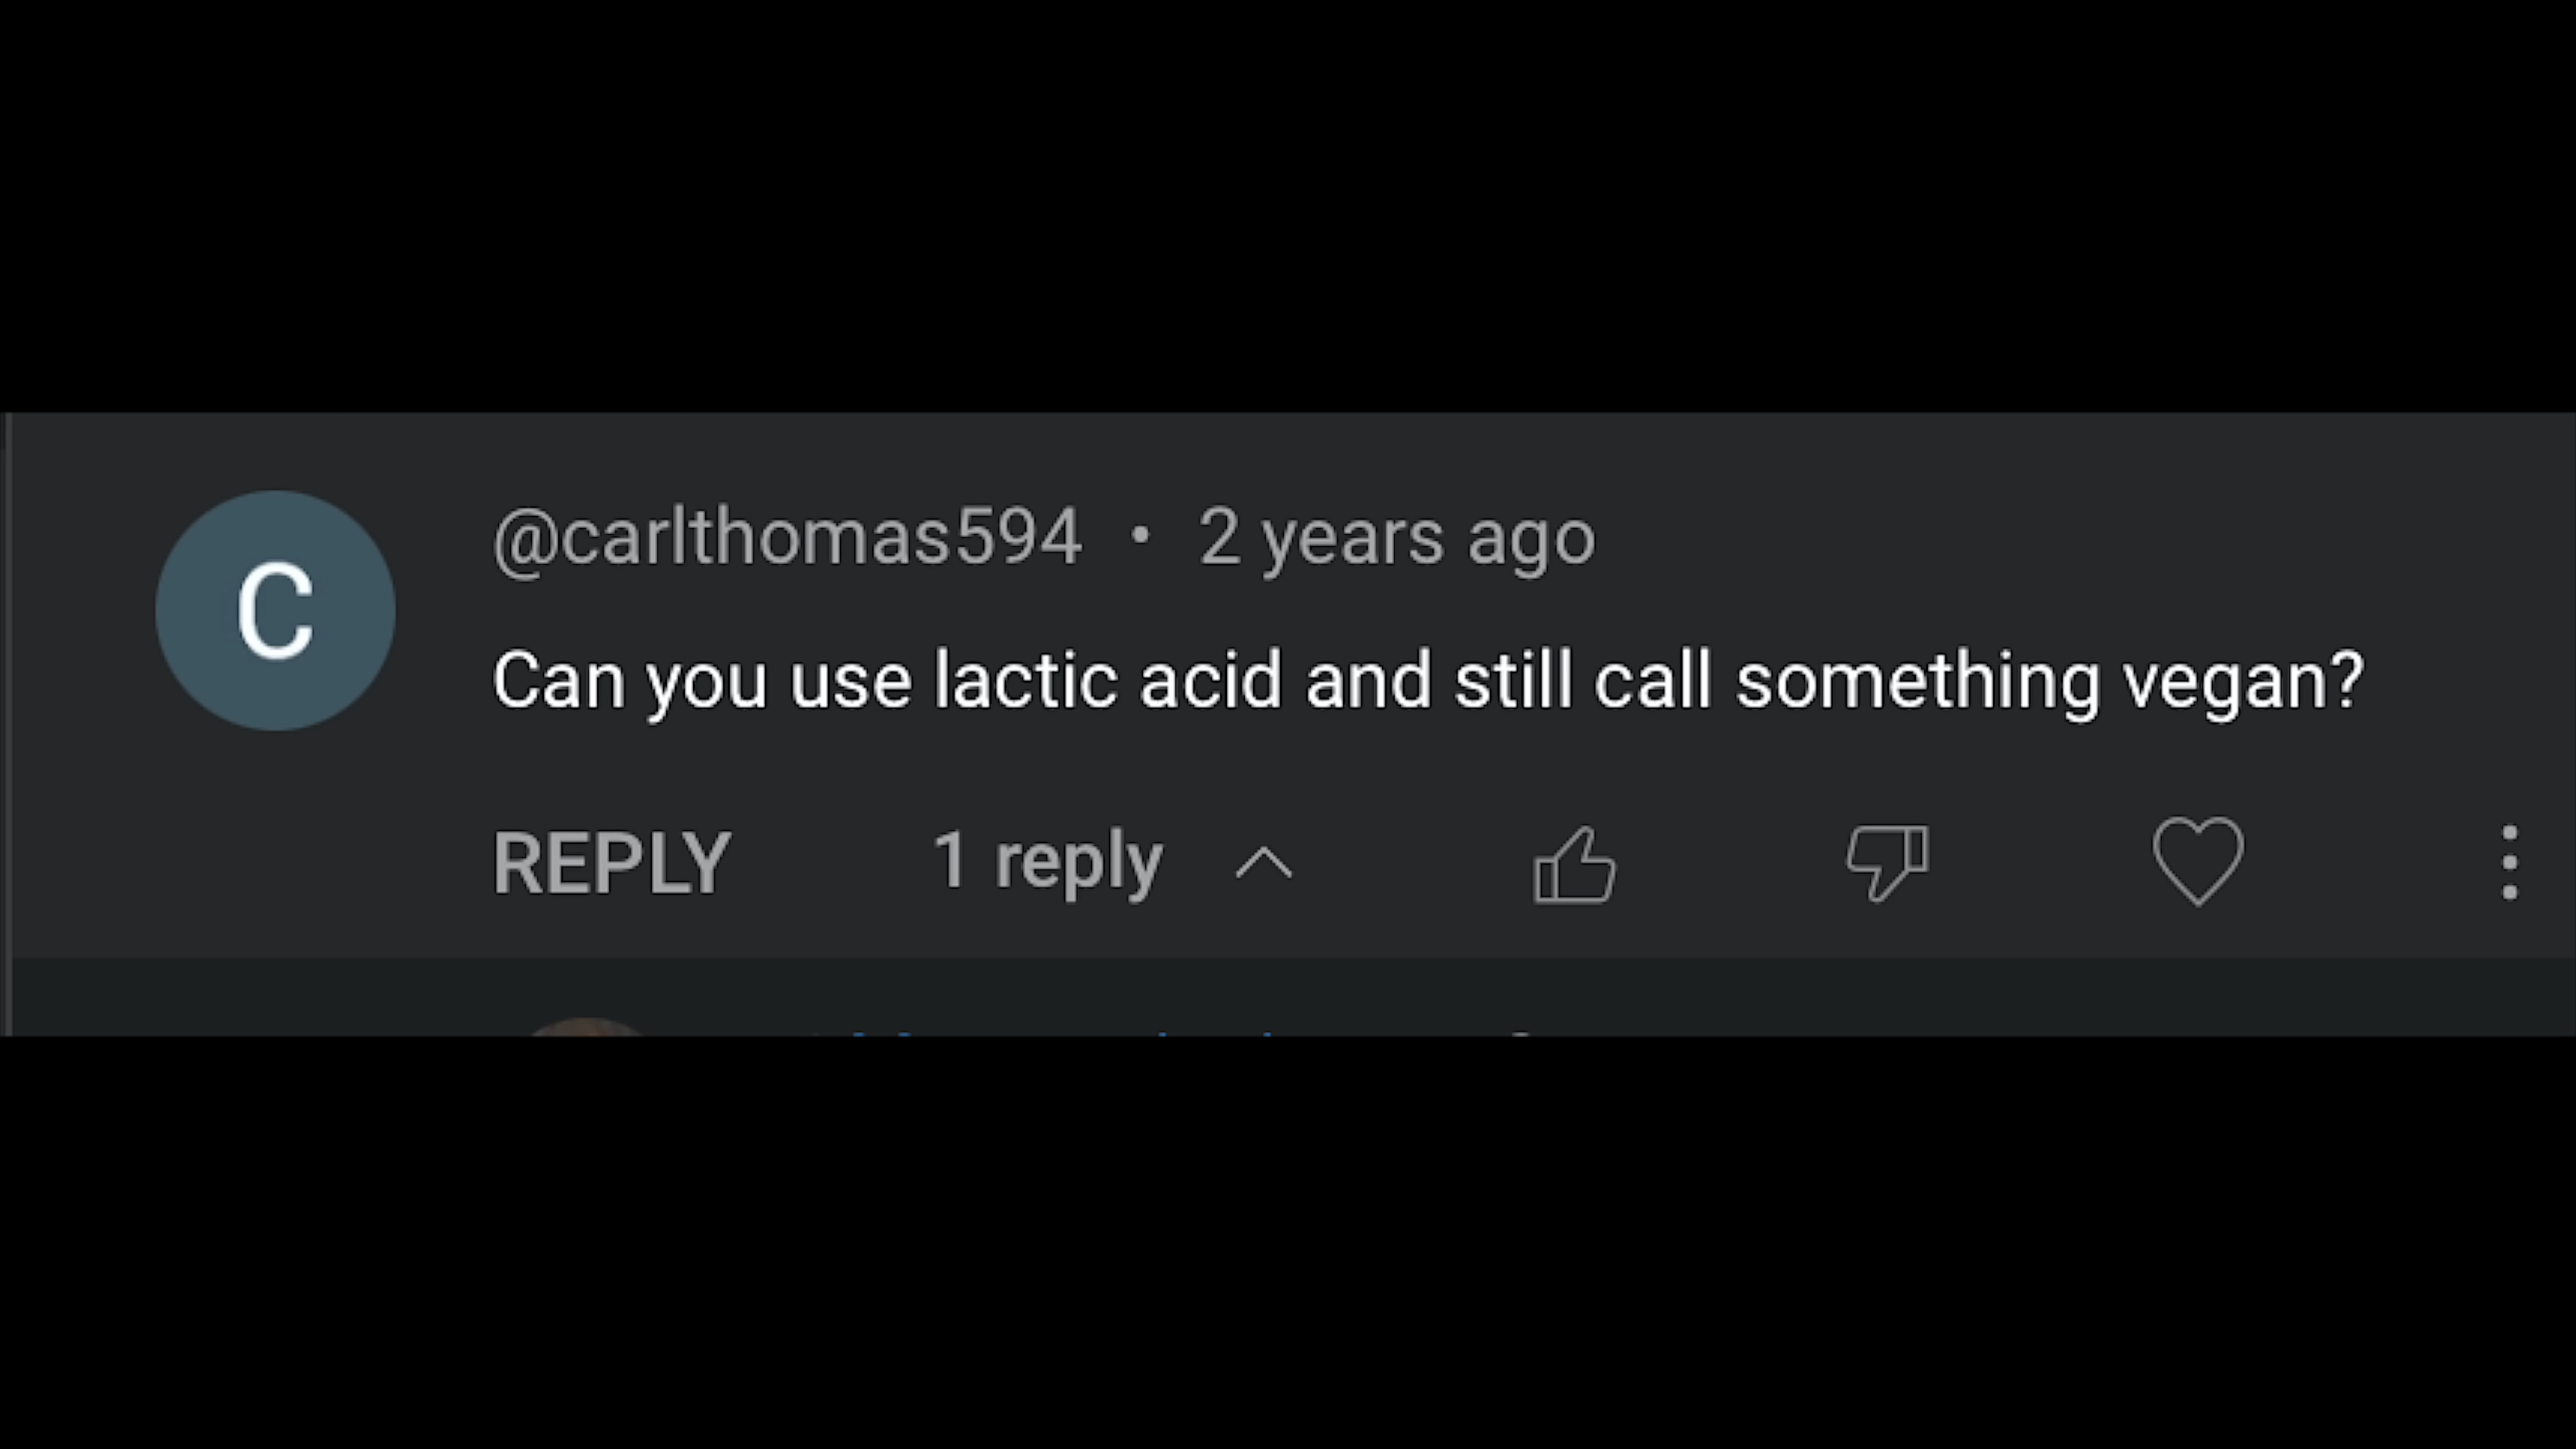 C
@carlthomas594 • 2 years ago
Can you use lactic acid and still call something vegan?
REPLY 1 reply